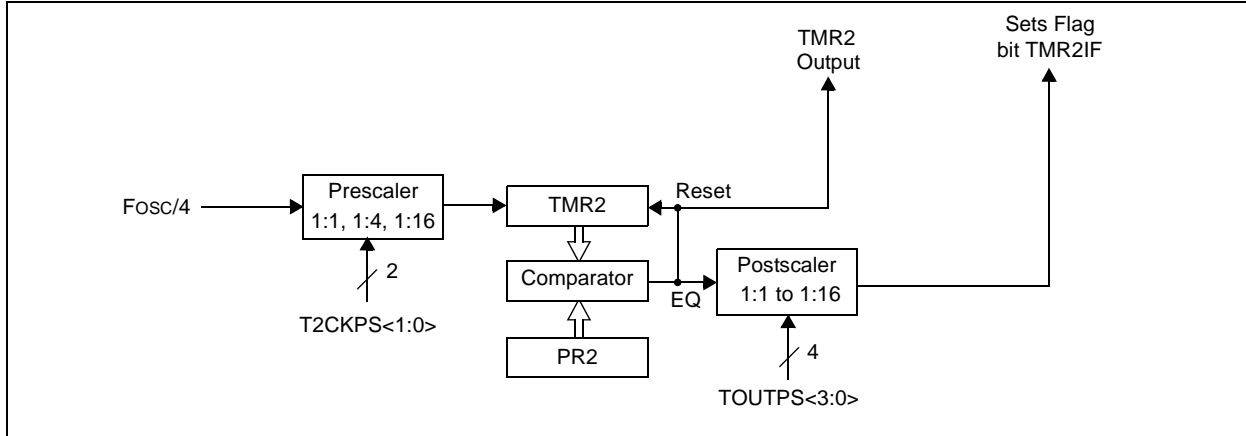 TMR2
Output
Sets Flag
bit TMR2IF
FOSC/4
Prescaler
1:1, 1:4, 1:16
2
T2CKPS<1:0>
TMR2
Reset
Comparator
EQ
PR2
Postscaler
1:1 to 1:16
4
TOUTPS<3:0>